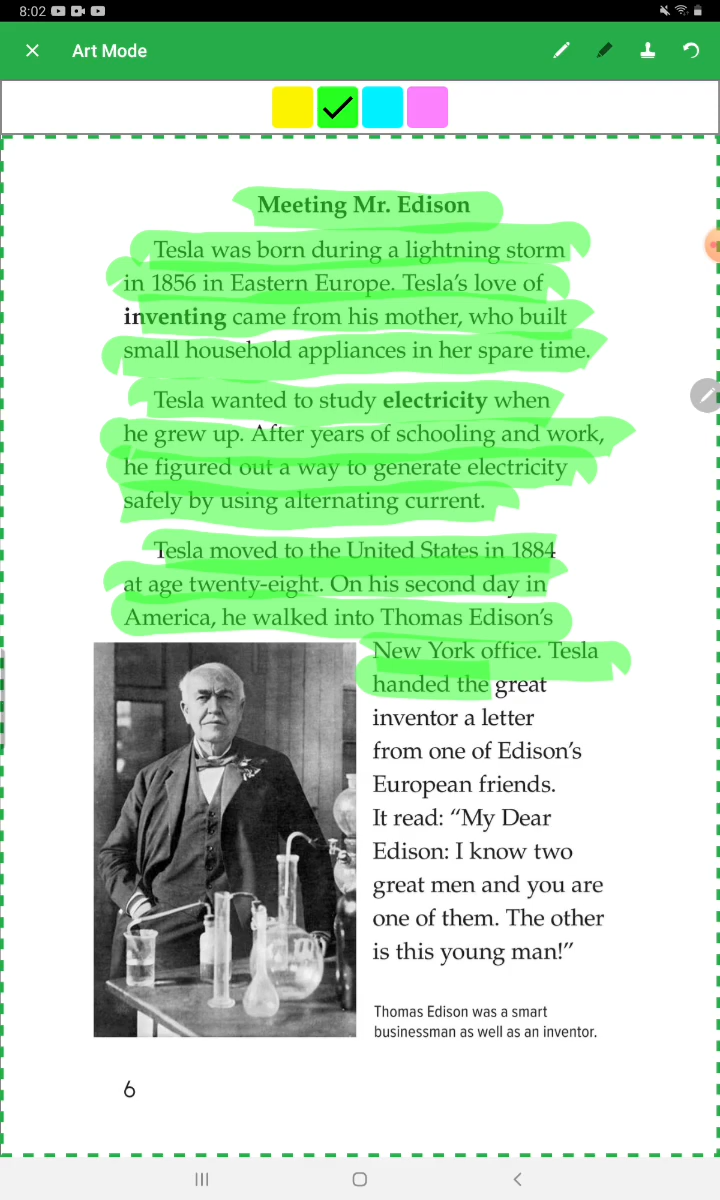 8:02
Art Mode
Meeting Mr. Edison
Tesla was born during a lightning storm
in 1856 in Eastern Europe. Tesla’s love of
inventing came from his mother, who built
small household appliances in her spare time.
Tesla wanted to study electricity when
he grew up. After years of schooling and work,
he figured out a way to generate electricity
safely by using alternating current.
Tesla moved to the United States in 1884
at age twenty-eight. On his second day in
America, he walked into Thomas Edison’s
New York office. Tesla
handed the great
inventor a letter
from one of Edison’s
European friends.
It read: “My Dear
Edison: I know two
great men and you are
one of them. The other
is this young man!”
Thomas Edison was a smart
businessman as well as an inventor.
6